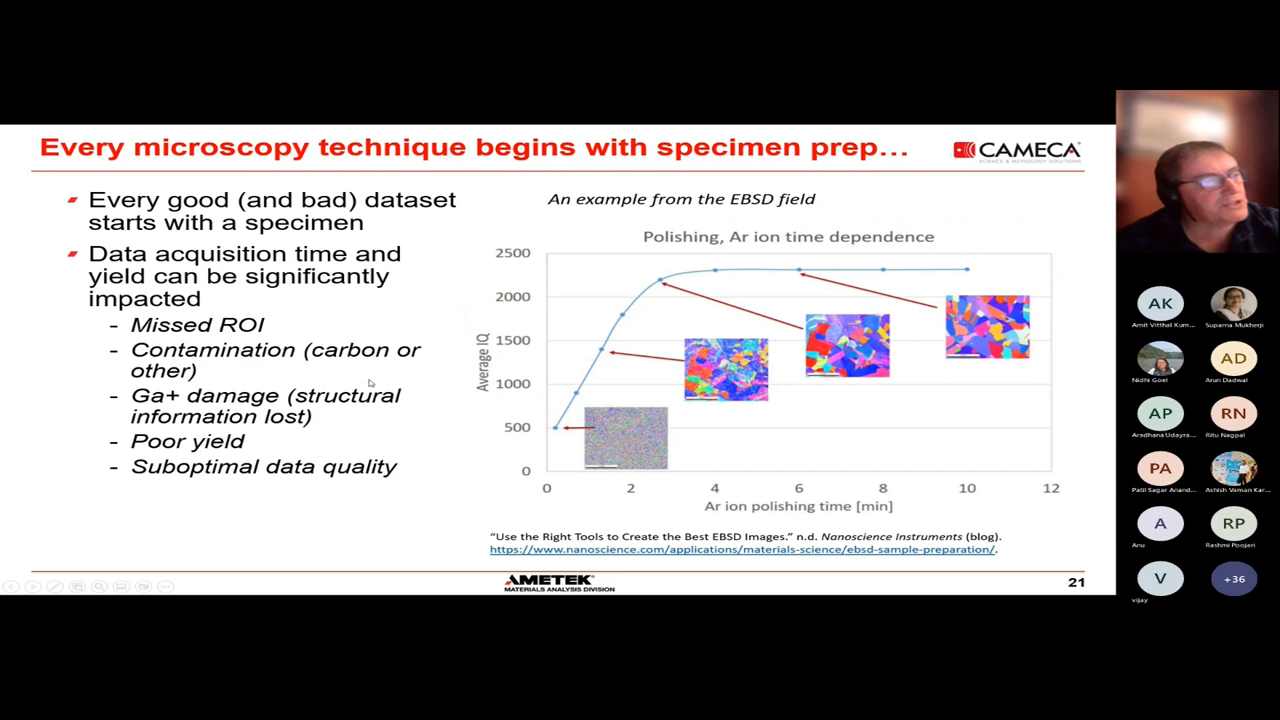 Every microscopy technique begins with specimen prep…
CAMECA
SCIENCE & METROLOGY SOLUTIONS
Every good (and bad) dataset
starts with a specimen
Data acquisition time and
yield can be significantly
impacted
- Missed ROI
- Contamination (carbon or
other)
- Ga+ damage (structural
information lost)
- Poor yield
- Suboptimal data quality
An example from the EBSD field
Polishing, Ar ion time dependence
Average IQ
2500
2000
1500
1000
500
0
0 2 4 6 8 10 12
Ar ion polishing time [min]
“Use the Right Tools to Create the Best EBSD Images.” n.d. Nanoscience Instruments (blog).
https://www.nanoscience.com/applications/materials-science/ebsd-sample-preparation/.
AMETEK
MATERIALS ANALYSIS DIVISION
21
AK
Amit Vitthal Kum...
Suparna Mukherji
Nidhi Goel
AD
Arun Dadwal
AP
Aradhana Udayra...
RN
Ritu Nagpal
PA
Patil Sagar Anand...
Ashish Vaman Kar...
A
Anu
RP
Rashmi Poojari
V
vijay
+36